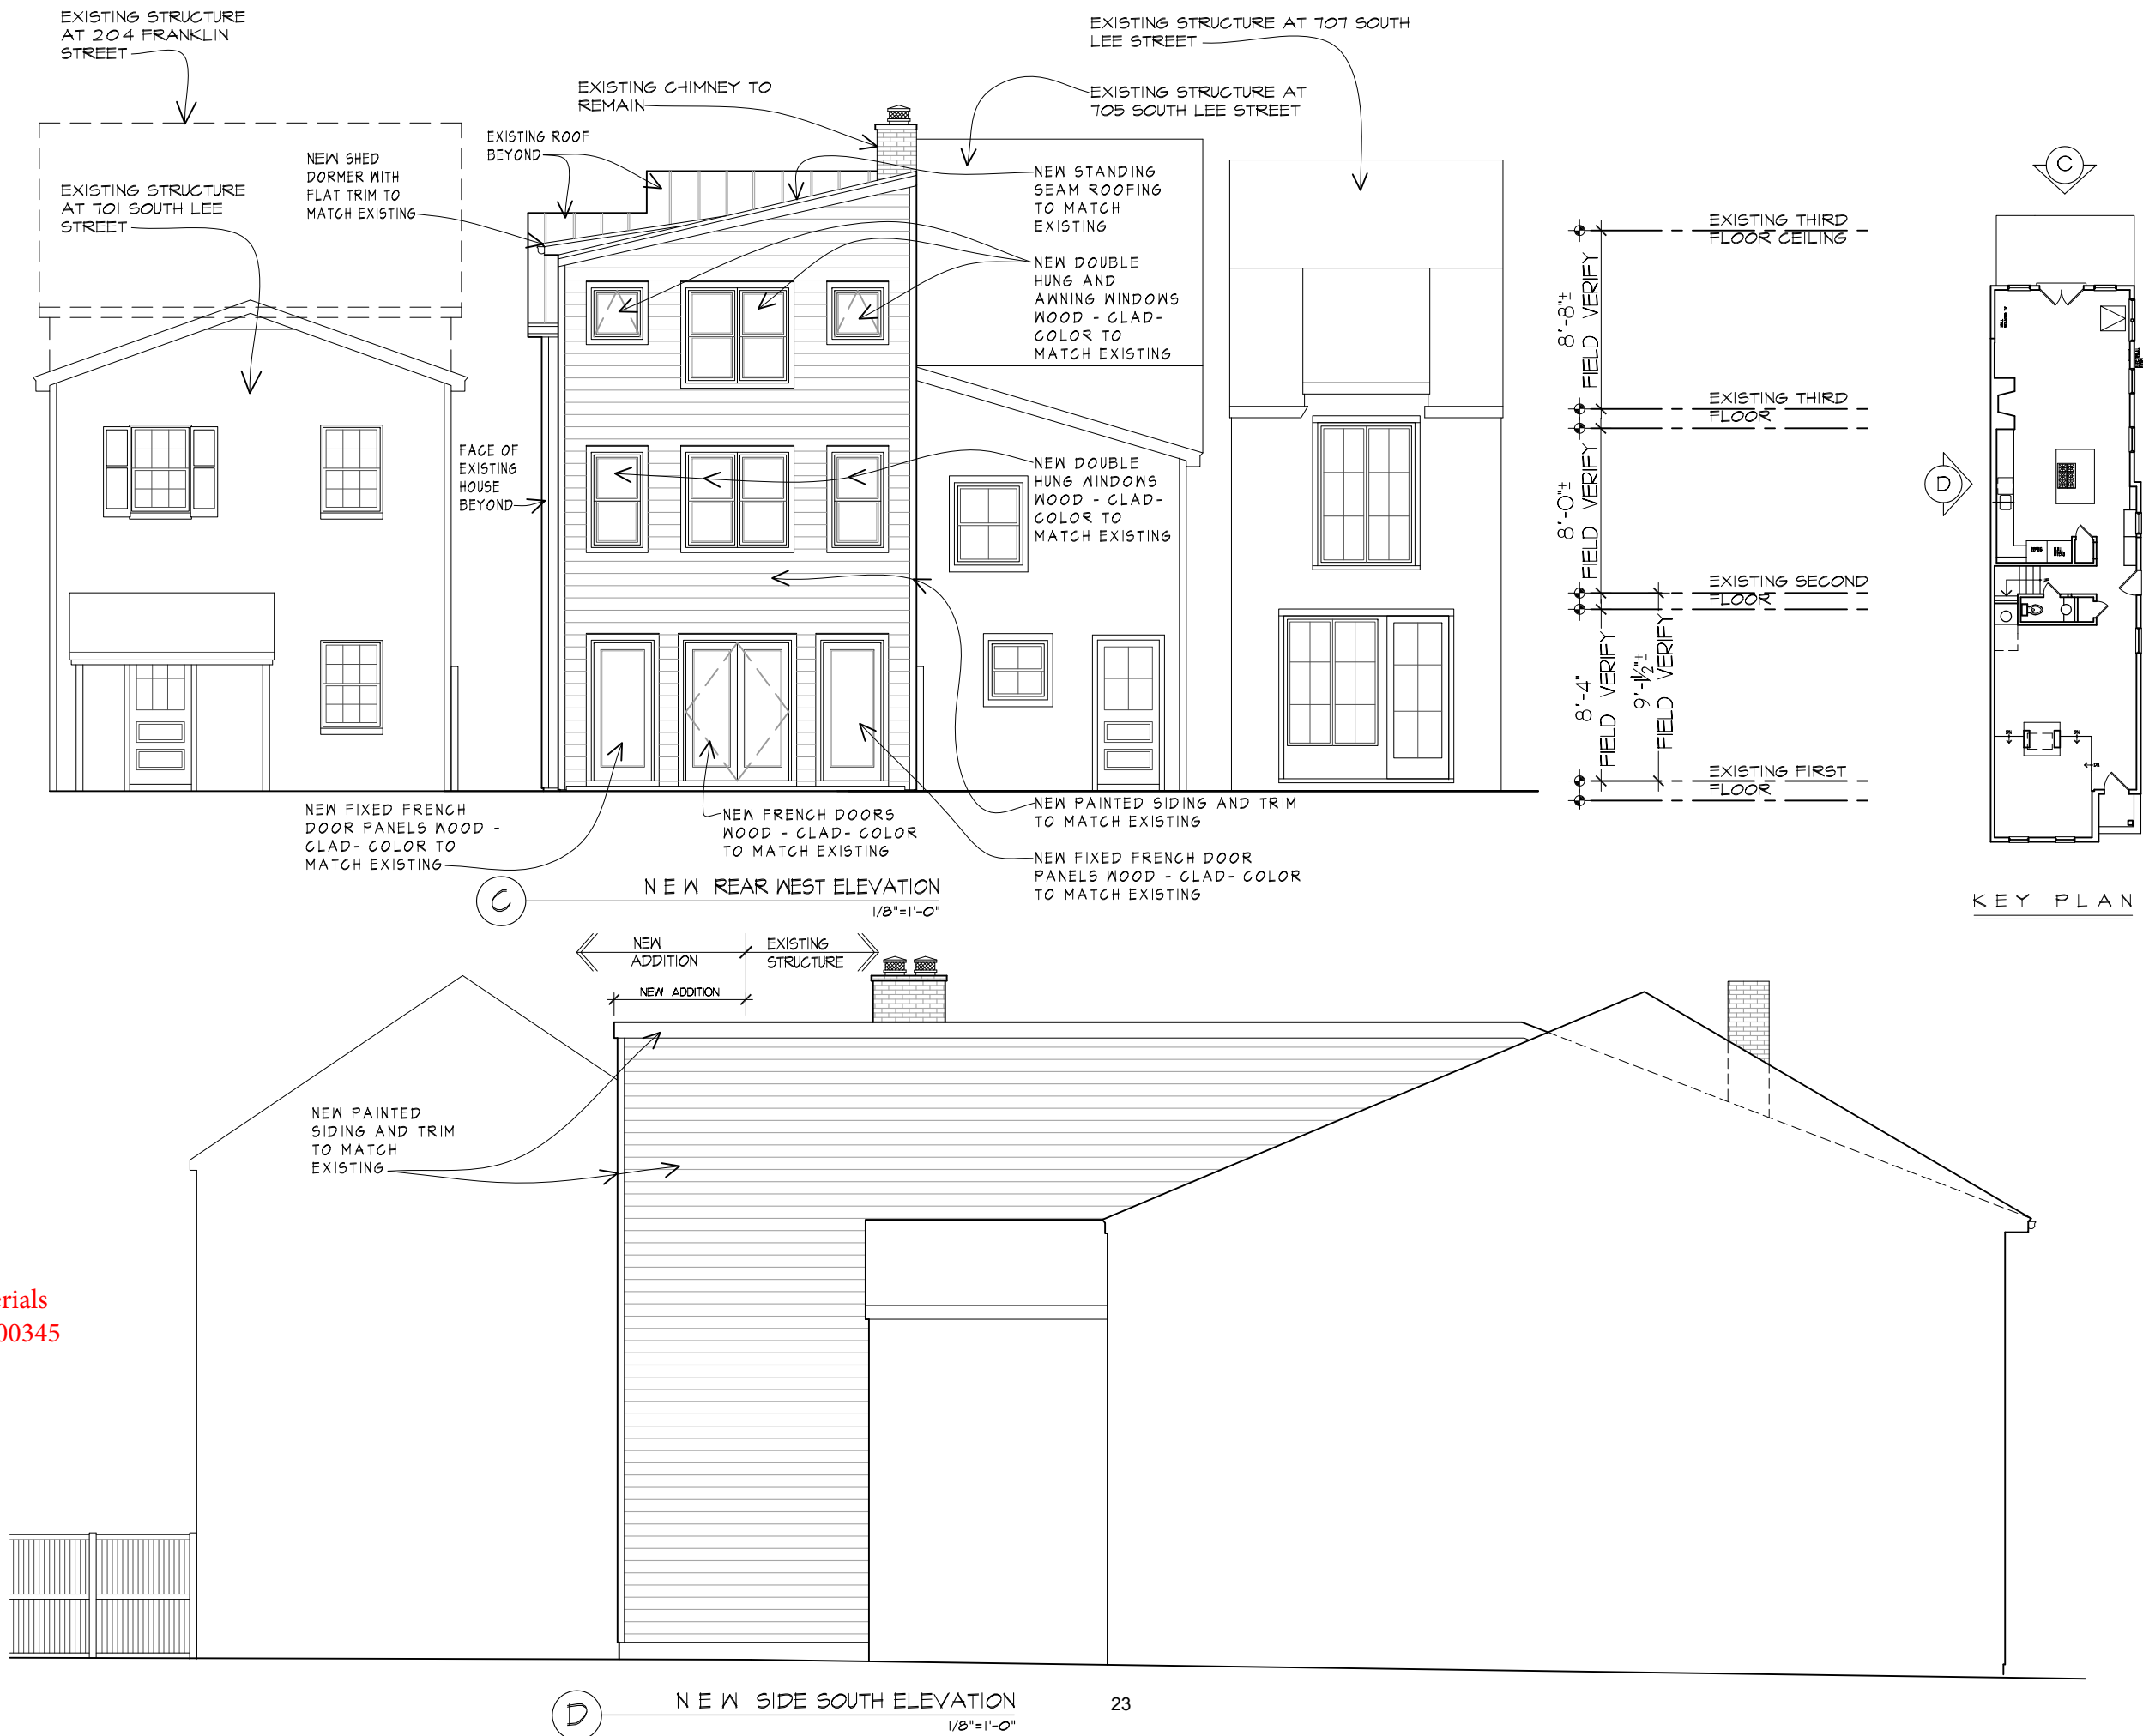 EXISTING STRUCTURE
AT 204 FRANKLIN
STREET
EXISTING STRUCTURE
AT 701 SOUTH LEE
STREET
NEW SHED
DORMER WITH
FLAT TRIM TO
MATCH EXISTING
EXISTING ROOF
BEYOND
EXISTING CHIMNEY TO
REMAIN
EXISTING STRUCTURE AT 707 SOUTH
LEE STREET
EXISTING STRUCTURE AT
705 SOUTH LEE STREET
NEW STANDING
SEAM ROOFING
TO MATCH
EXISTING
NEW DOUBLE
HUNG AND
AWNING WINDOWS
WOOD - CLAD-
COLOR TO
MATCH EXISTING
FACE OF
EXISTING
HOUSE
BEYOND
NEW DOUBLE
HUNG WINDOWS
WOOD - CLAD-
COLOR TO
MATCH EXISTING
NEW FIXED FRENCH
DOOR PANELS WOOD -
CLAD- COLOR TO
MATCH EXISTING
NEW FRENCH DOORS
WOOD - CLAD- COLOR
TO MATCH EXISTING
NEW PAINTED SIDING AND TRIM
TO MATCH EXISTING
NEW FIXED FRENCH DOOR
PANELS WOOD - CLAD- COLOR
TO MATCH EXISTING
EXISTING THIRD
FLOOR CEILING
8'-8"±
FIELD VERIFY
EXISTING THIRD
FLOOR
8'-0"±
FIELD VERIFY
EXISTING SECOND
FLOOR
8'-4"
FIELD VERIFY
9'-1½"±
FIELD VERIFY
EXISTING FIRST
FLOOR
C
D
UP
DN
DN
DN
KEY PLAN
C
NEW REAR WEST ELEVATION
1/8"=1'-0"
NEW
ADDITION
EXISTING
STRUCTURE
NEW ADDITION
NEW PAINTED
SIDING AND TRIM
TO MATCH
EXISTING
erials
00345
D
NEW SIDE SOUTH ELEVATION
1/8"=1'-0"
23